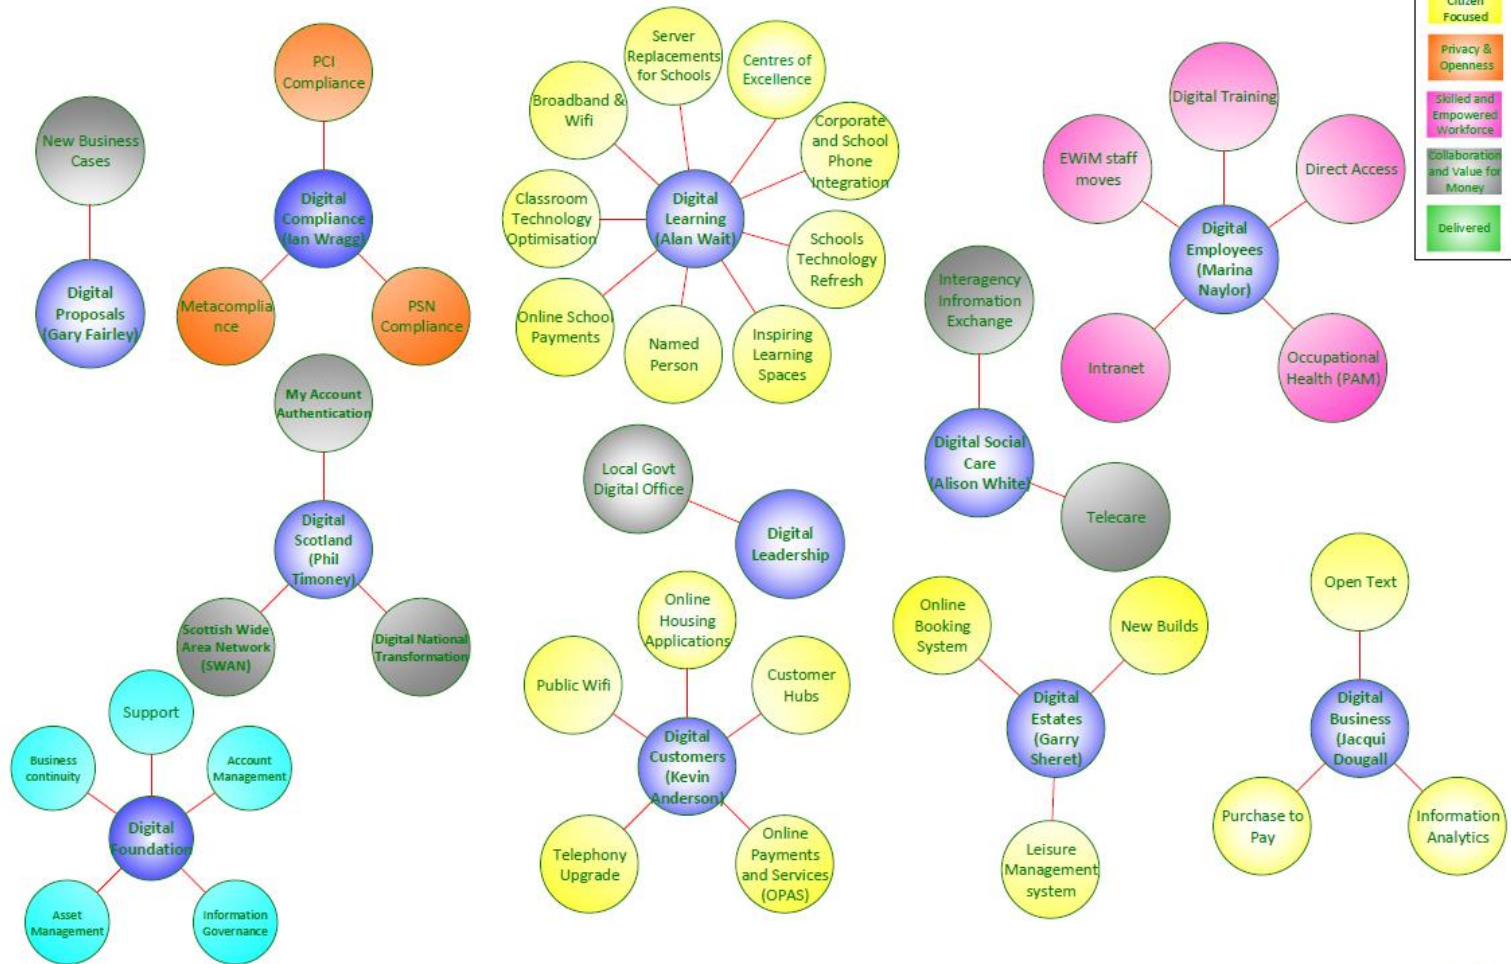 New Business
Cases
Digital
Proposals
(Gary Fairley)
PCI
Compliance
Digital
Compliance
(Ian Wragg)
Metacomplia
nce
PSN
Compliance
Server
Replacements
for Schools
Centres of
Excellence
Broadband &
Wifi
Corporate
and School
Phone
Integration
Classroom
Technology
Optimisation
Digital
Learning
(Alan Wait)
Schools
Technology
Refresh
Online School
Payments
Named
Person
Inspiring
Learning
Spaces
Digital Training
EWiM staff
moves
Direct Access
Digital
Employees
(Marina
Naylor)
Intranet
Occupational
Health (PAM)
Citizen
Focused
Privacy &
Openness
Skilled and
Empowered
Workforce
Collaboration
and Value for
Money
Delivered
Interagency
Infromation
Exchange
Digital Social
Care
(Alison White)
Telecare
My Account
Authentication
Digital
Scotland
(Phil
Timoney)
Scottish Wide
Area Network
(SWAN)
Digital National
Transformation
Local Govt
Digital Office
Digital
Leadership
Support
Business
continuity
Account
Management
Digital
Foundation
Asset
Management
Information
Governance
Online
Housing
Applications
Public Wifi
Customer
Hubs
Digital
Customers
(Kevin
Anderson)
Telephony
Upgrade
Online
Payments
and Services
(OPAS)
Online
Booking
System
New Builds
Digital
Estates
(Garry
Sheret)
Leisure
Management
system
Open Text
Digital
Business
(Jacqui
Dougall
Purchase to
Pay
Information
Analytics